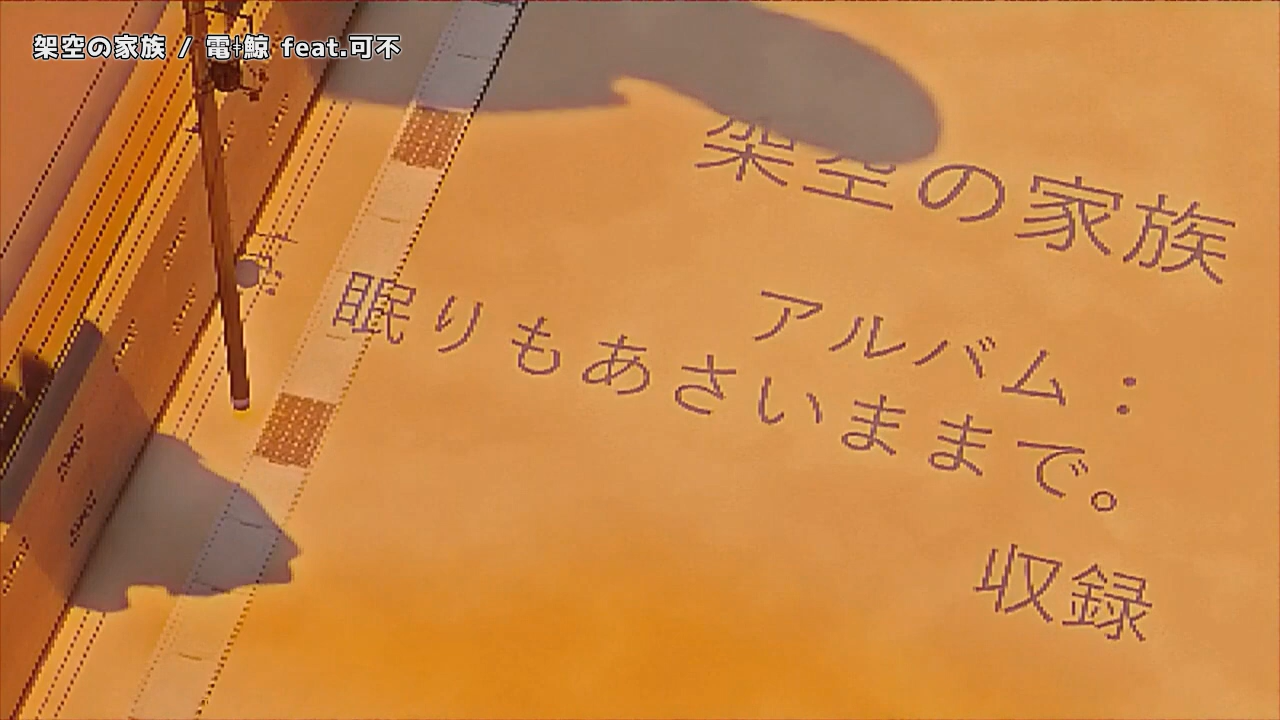 架空の家族 / 電ǂ鯨 feat.可不
架空の家族
アルバム：
眠りもあさいままで。
収録